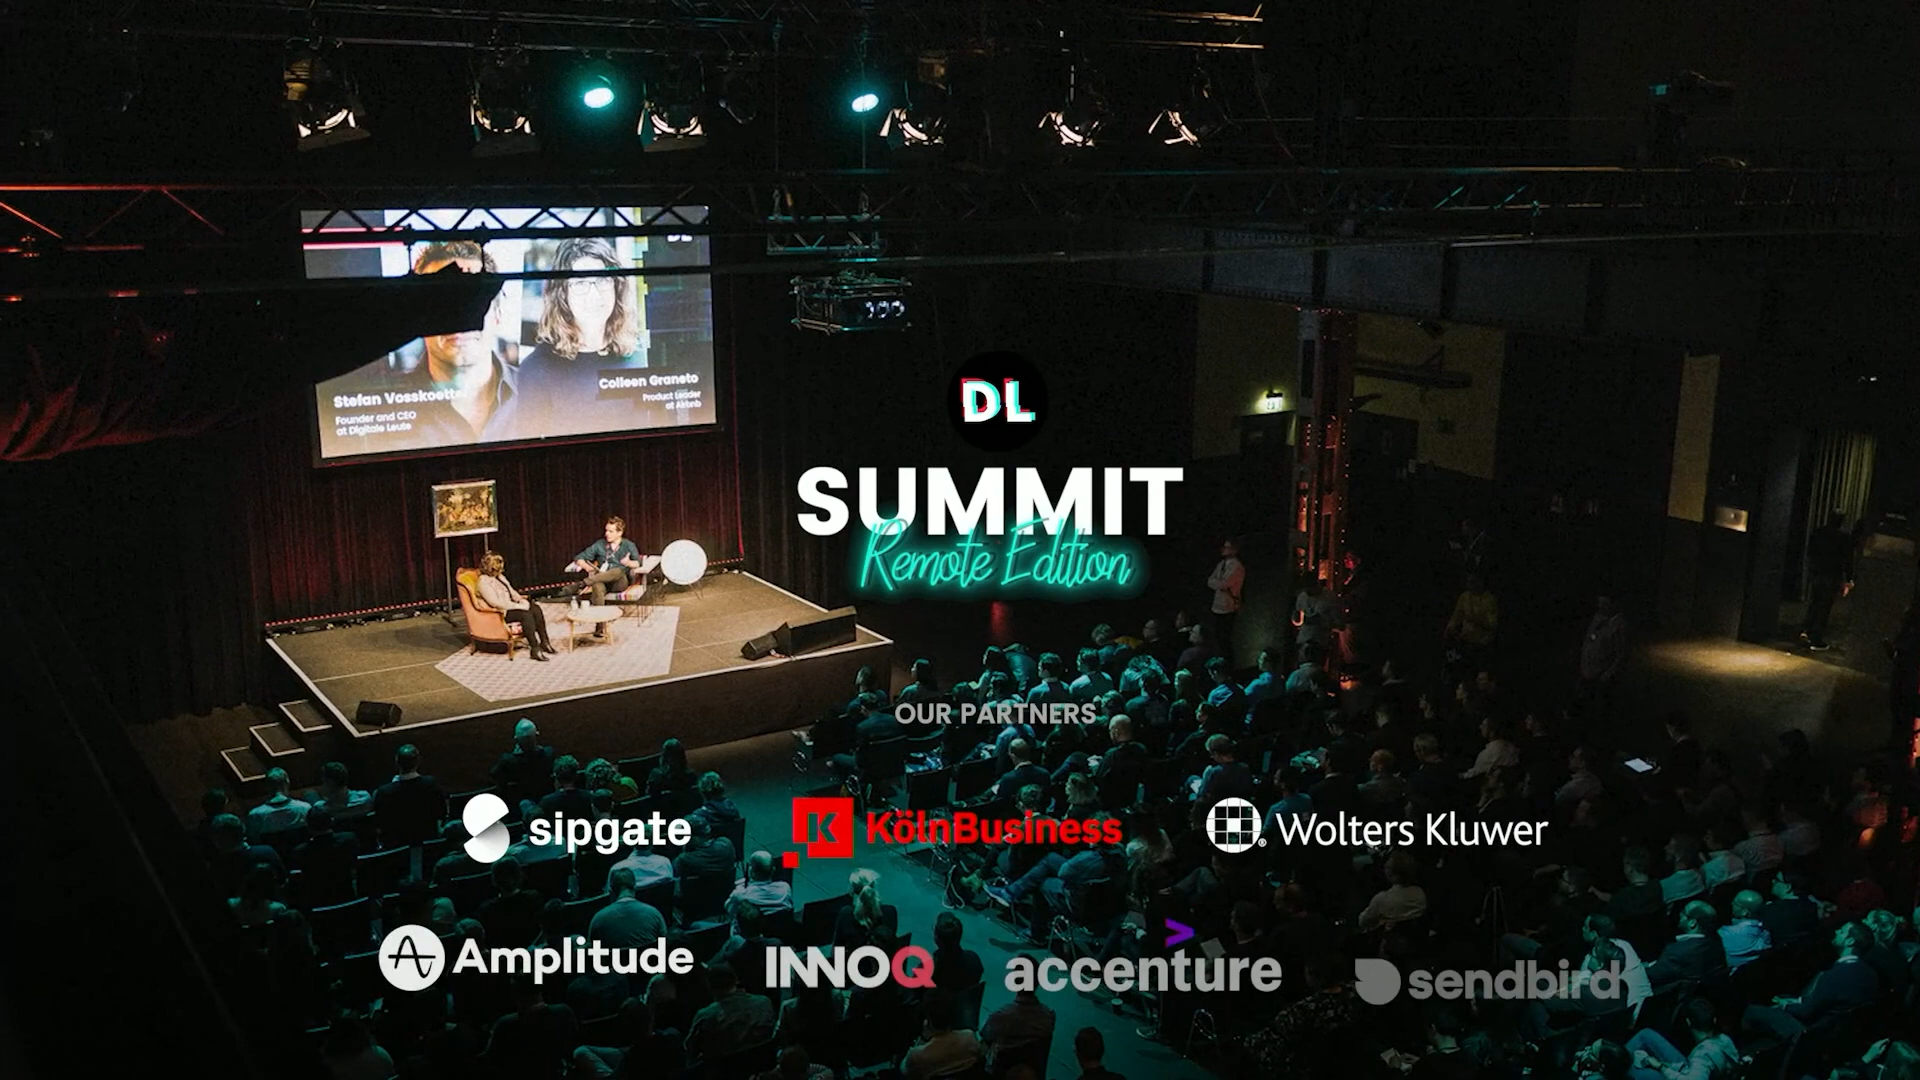 DL
Stefan Vosskoetter
Founder and CEO
at Digitale Leute
Colleen Graneto
Product Leader
at Airbnb
DL
SUMMIT
Remote Edition
OUR PARTNERS
sipgate
K KölnBusiness
Wolters Kluwer
Amplitude
INNOQ
accenture
sendbird